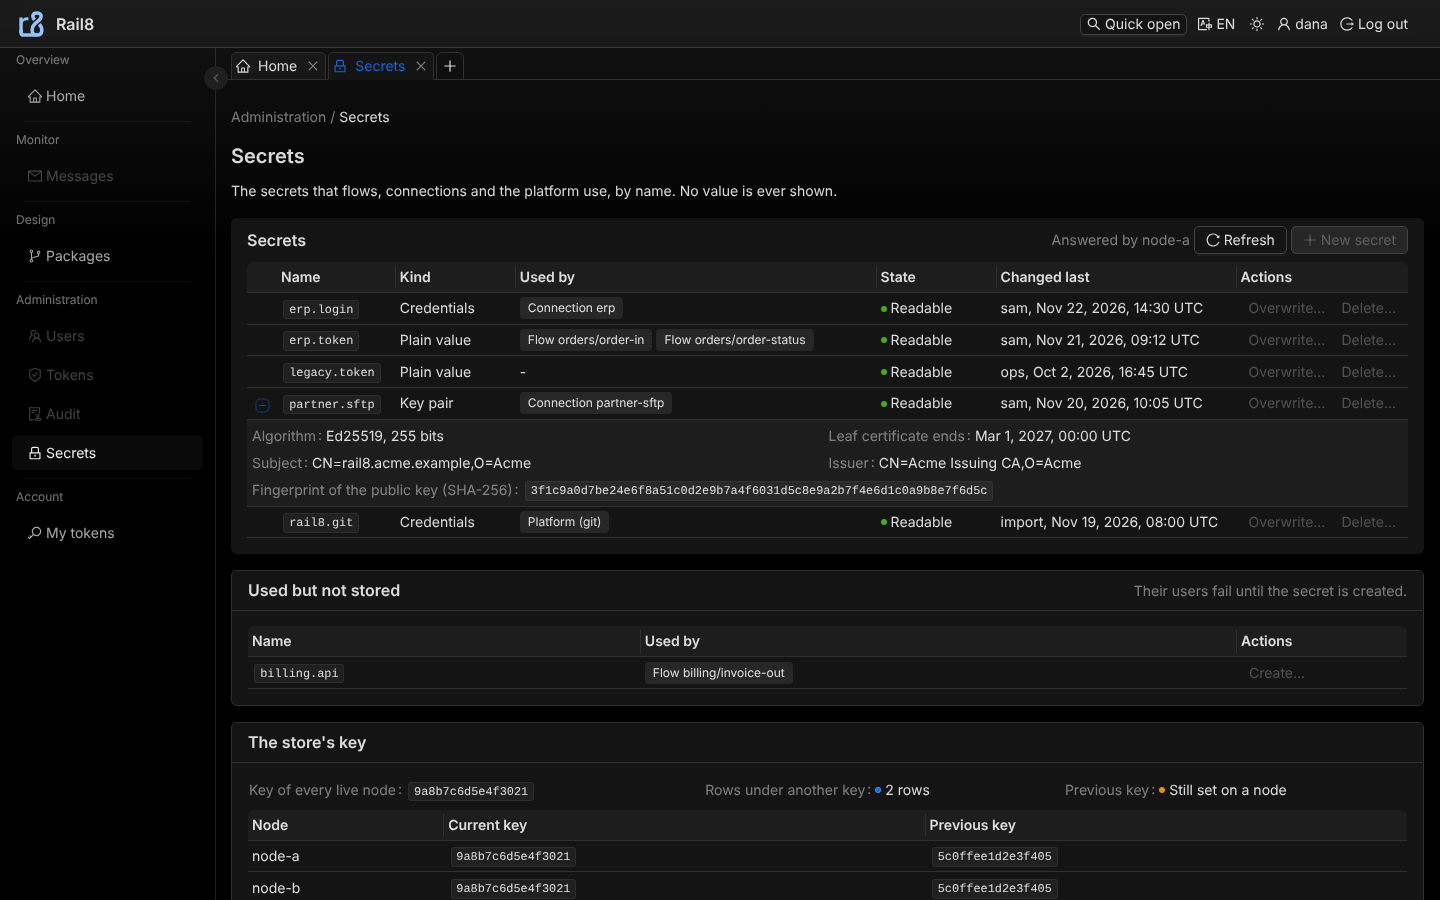 Rail8
Quick open
EN
dana
Log out
Overview
Home
Monitor
Messages
Design
Packages
Administration
Users
Tokens
Audit
Secrets
Account
My tokens
Home
Secrets
Administration / Secrets
Secrets
The secrets that flows, connections and the platform use, by name. No value is ever shown.
Secrets
Answered by node-a
Refresh
New secret
Name Kind Used by State Changed last Actions
erp.login Credentials Connection erp Readable sam, Nov 22, 2026, 14:30 UTC Overwrite... Delete...
erp.token Plain value Flow orders/order-in Flow orders/order-status Readable sam, Nov 21, 2026, 09:12 UTC Overwrite... Delete...
legacy.token Plain value - Readable ops, Oct 2, 2026, 16:45 UTC Overwrite... Delete...
partner.sftp Key pair Connection partner-sftp Readable sam, Nov 20, 2026, 10:05 UTC Overwrite... Delete...
Algorithm: Ed25519, 255 bits Leaf certificate ends: Mar 1, 2027, 00:00 UTC
Subject: CN=rail8.acme.example,O=Acme Issuer: CN=Acme Issuing CA,O=Acme
Fingerprint of the public key (SHA-256): 3f1c9a0d7be24e6f8a51c0d2e9b7a4f6031d5c8e9a2b7f4e6d1c0a9b8e7f6d5c
rail8.git Credentials Platform (git) Readable import, Nov 19, 2026, 08:00 UTC Overwrite... Delete...
Used but not stored
Their users fail until the secret is created.
Name Used by Actions
billing.api Flow billing/invoice-out Create...
The store's key
Key of every live node: 9a8b7c6d5e4f3021 Rows under another key: 2 rows Previous key: Still set on a node
Node Current key Previous key
node-a 9a8b7c6d5e4f3021 5c0ffee1d2e3f405
node-b 9a8b7c6d5e4f3021 5c0ffee1d2e3f405